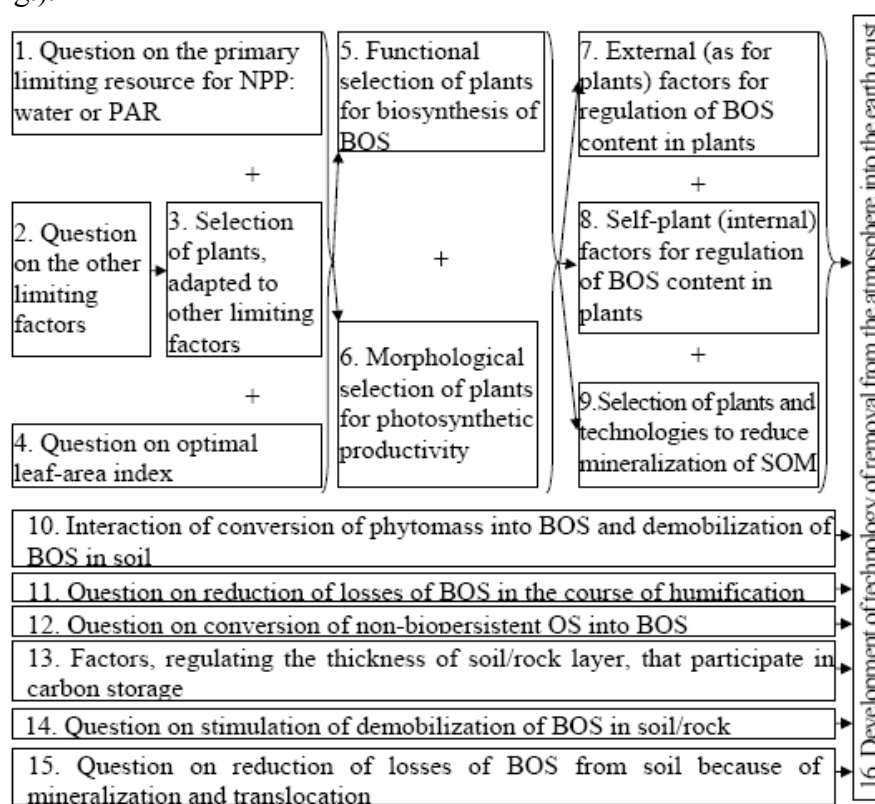 1. Question on the primary
limiting resource for NPP:
water or PAR
+
2. Question
on the other
limiting
factors
3. Selection
of plants,
adapted to
other limiting
factors
+
4. Question on optimal
leaf-area index
5. Functional
selection of plants
for biosynthesis of
BOS
+
6. Morphological
selection of plants
for photosynthetic
productivity
7. External (as for
plants) factors for
regulation of BOS
content in plants
+
8. Self-plant (internal)
factors for regulation
of BOS content in
plants
+
9.Selection of plants and
technologies to reduce
mineralization of SOM
10. Interaction of conversion of phytomass into BOS and demobilization of
BOS in soil
11. Question on reduction of losses of BOS in the course of humification
12. Question on conversion of non-biopersistent OS into BOS
13. Factors, regulating the thickness of soil/rock layer, that participate in
carbon storage
14. Question on stimulation of demobilization of BOS in soil/rock
15. Question on reduction of losses of BOS from soil because of
mineralization and translocation
16. Development of technology of removal from the atmosphere into the earth crust